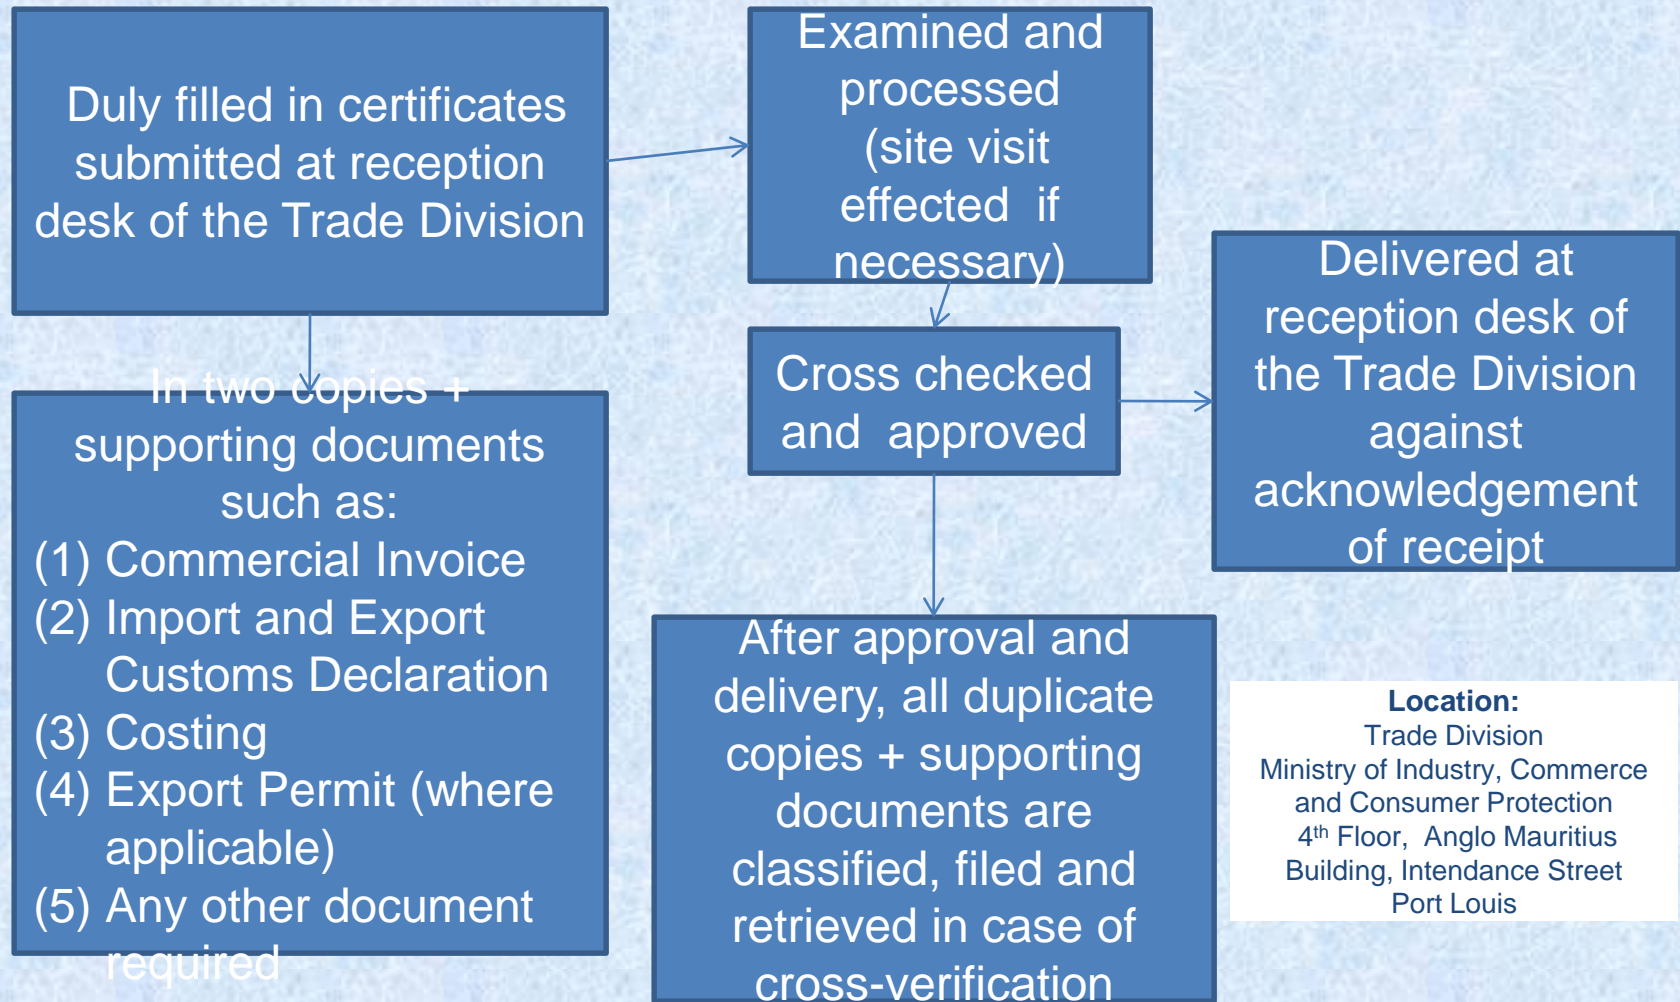 Duly filled in certificates
submitted at reception
desk of the Trade Division
In two copies +
supporting documents
such as:
(1) Commercial Invoice
(2) Import and Export
Customs Declaration
(3) Costing
(4) Export Permit (where
applicable)
(5) Any other document
required
Examined and
processed
(site visit
effected if
necessary)
Cross checked
and approved
Delivered at
reception desk of
the Trade Division
against
acknowledgement
of receipt
After approval and
delivery, all duplicate
copies + supporting
documents are
classified, filed and
retrieved in case of
cross-verification
Location:
Trade Division
Ministry of Industry, Commerce
and Consumer Protection
4th Floor, Anglo Mauritius
Building, Intendance Street
Port Louis